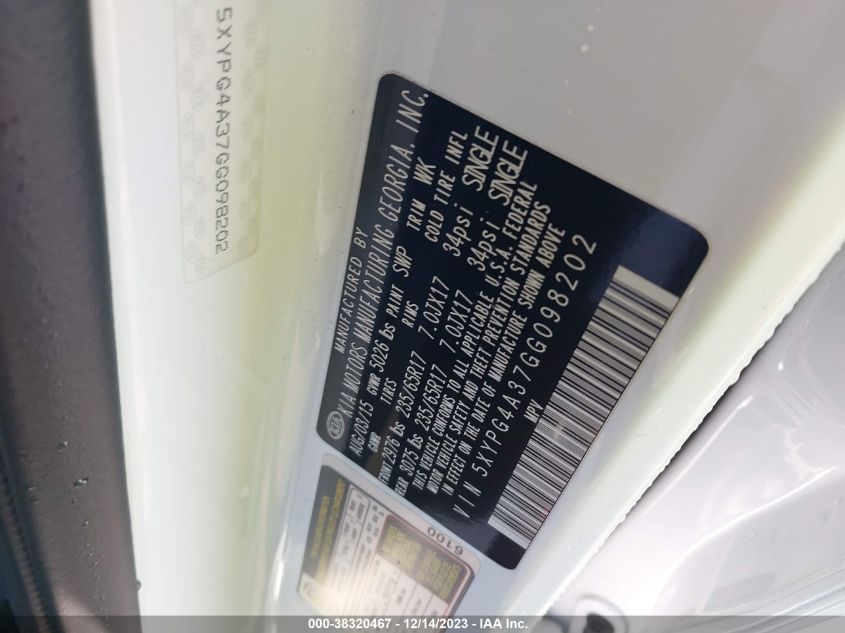 5XYPG4A37GG098202
KIA
MANUFACTURED BY
KIA MOTORS MANUFACTURING GEORGIA, INC.
AUG/03/15 GVWR 5026 lbs PAINT SWP TRIM WK
GWR TIRES RIMS COLD TIRE INFL
FRONT 2976 lbs 235/65R17 7.0JX17 34psi SINGLE
REAR 3075 lbs 235/65R17 7.0JX17 34psi SINGLE
THIS VEHICLE CONFORMS TO ALL APPLICABLE U.S.A. FEDERAL
MOTOR VEHICLE SAFETY AND THEFT PREVENTION STANDARDS
IN EFFECT ON THE DATE OF MANUFACTURE SHOWN ABOVE
VIN 5XYPG4A37GG098202
MPV
6100
000-38320467 - 12/14/2023 - IAA Inc.